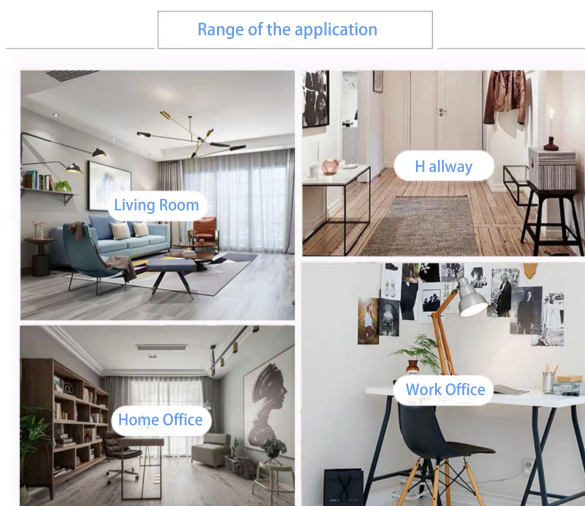 Range of the application
Living Room
H allway
Home Office
Work Office